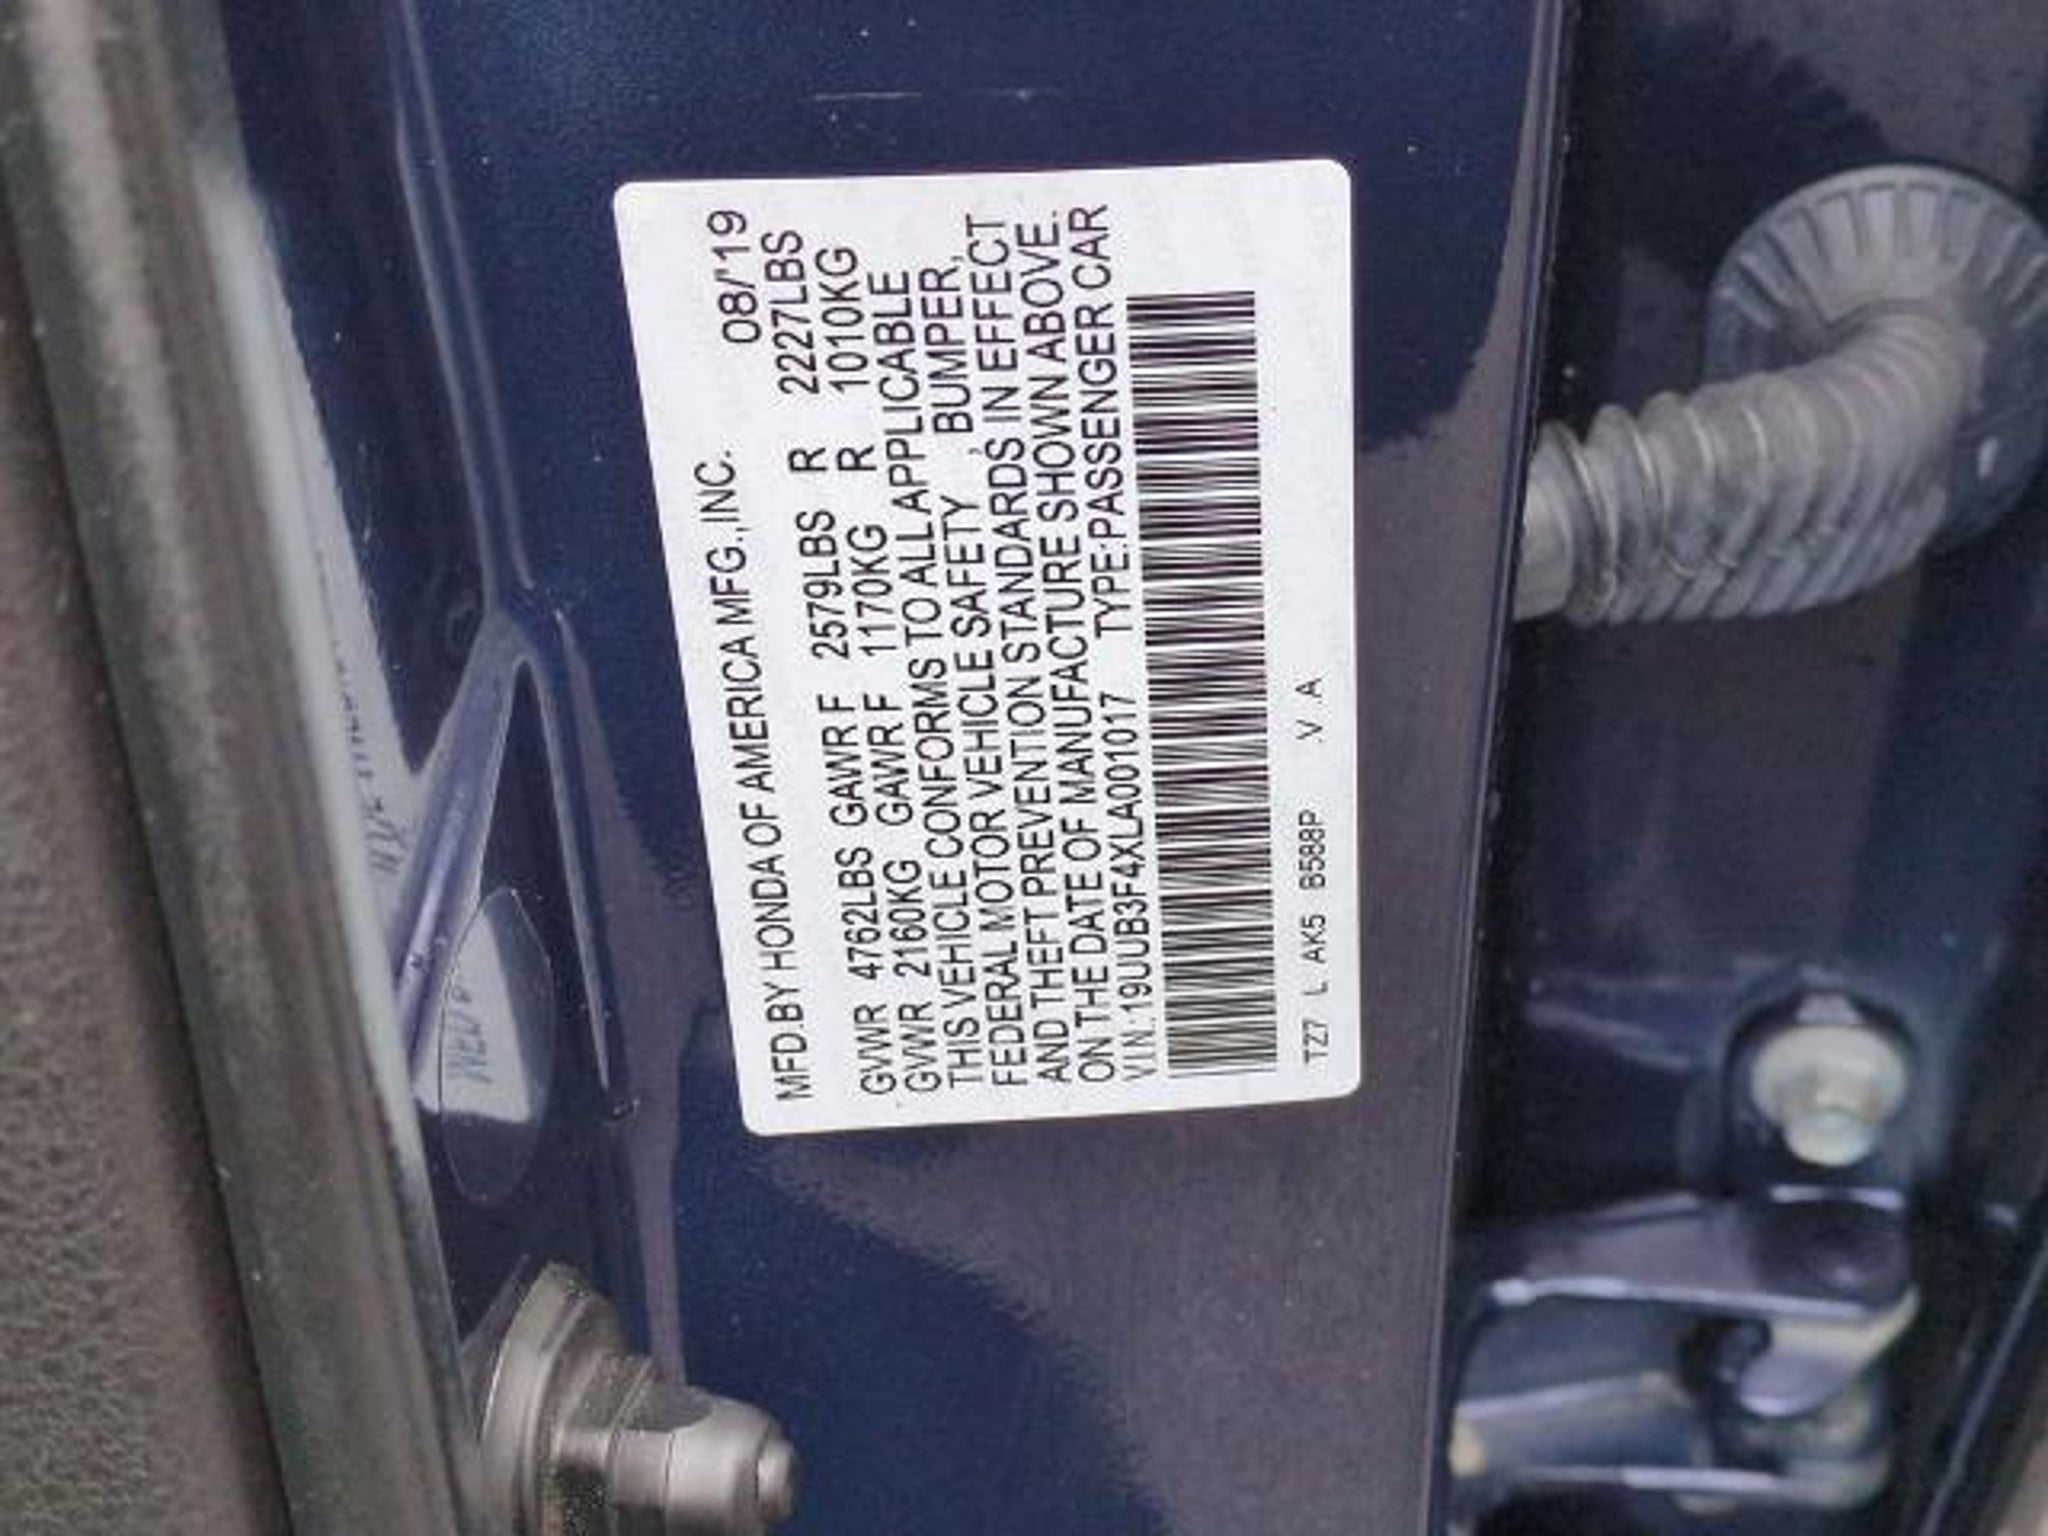 MFD.BY HONDA OF AMERICA MFG.,INC. 08/'19
GVWR 4762LBS GAWR F 2579LBS R 2227LBS
GVWR 2160KG GAWR F 1170KG R 1010KG
THIS VEHICLE CONFORMS TO ALL APPLICABLE
FEDERAL MOTOR VEHICLE SAFETY , BUMPER,
AND THEFT PREVENTION STANDARDS IN EFFECT
ON THE DATE OF MANUFACTURE SHOWN ABOVE.
V.I.N.:19UUB3F4XLA001017 TYPE:PASSENGER CAR
TZ7 L AK5 B588P .V .A